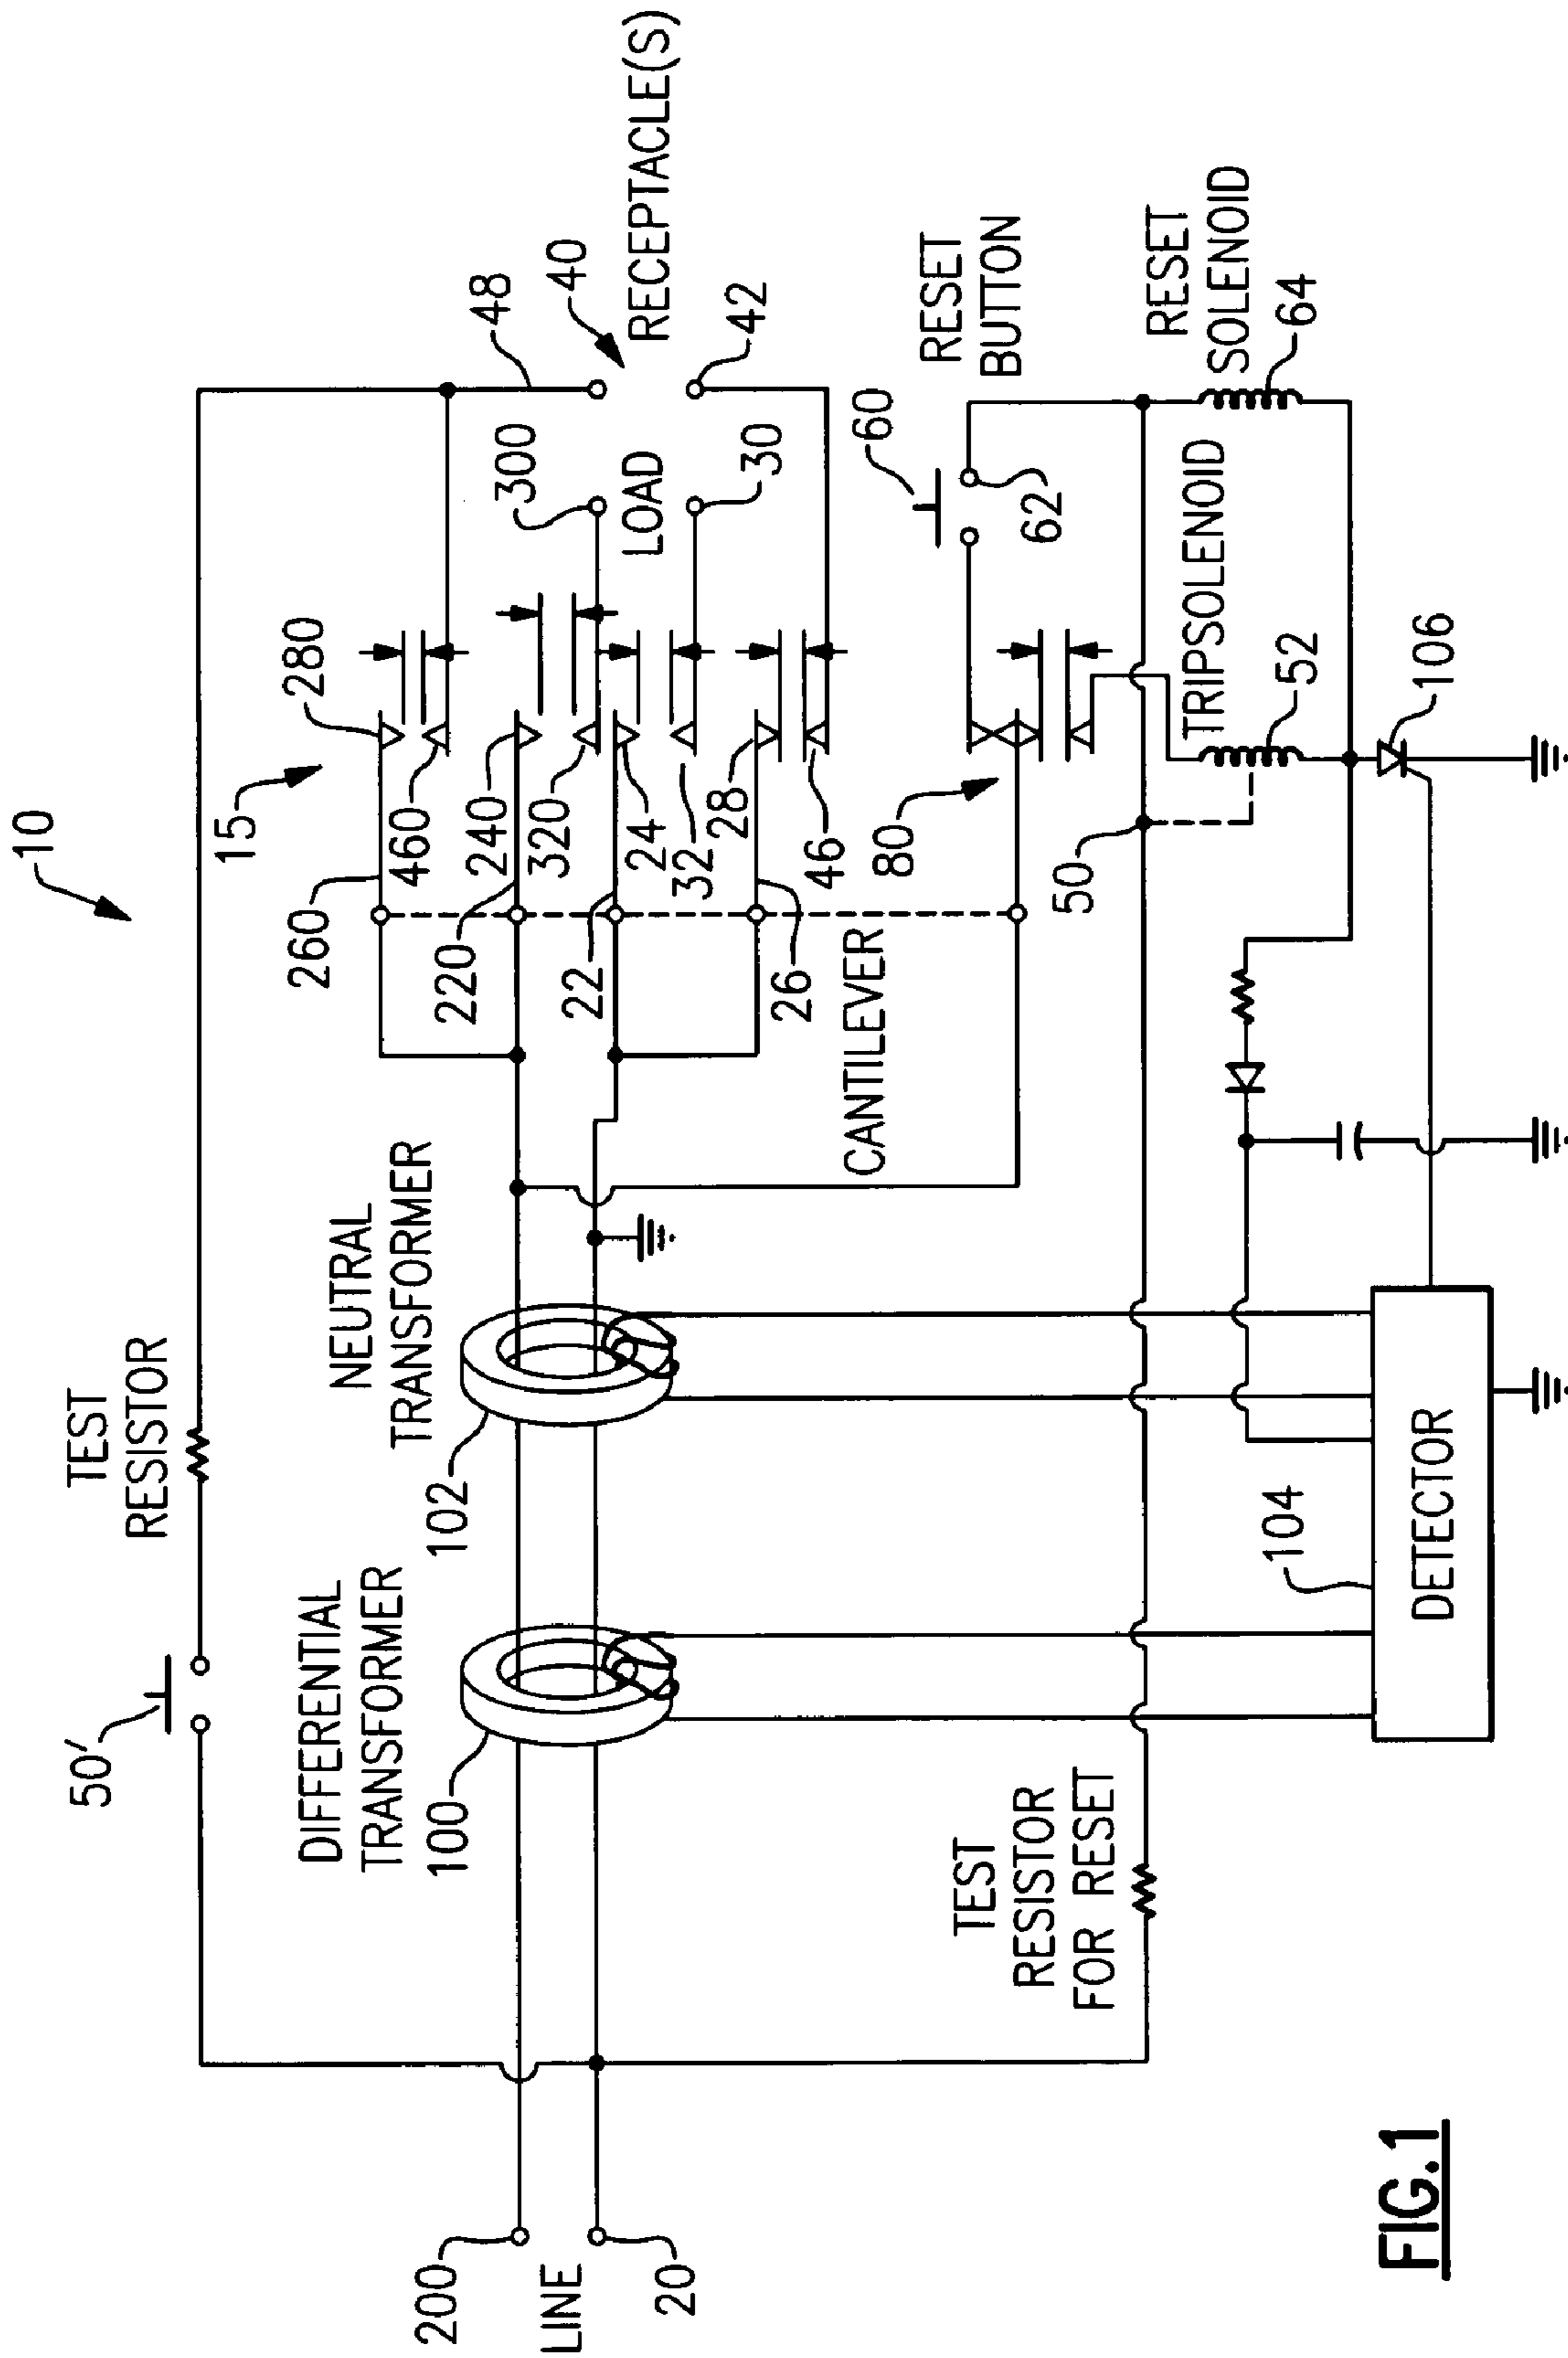 10
TEST
RESISTOR
50′
15
280
460
260
48
40
RECEPTACLE(S)
300
LOAD
42
30
240
320
220
24
22
32
28
26
46
NEUTRAL
TRANSFORMER
102
DIFFERENTIAL
TRANSFORMER
100
200
LINE
20
CANTILEVER
80
60
RESET
BUTTON
62
50
TRIPSOLENOID
52
RESET
SOLENOID
64
106
TEST
RESISTOR
FOR RESET
104
DETECTOR
FIG.1